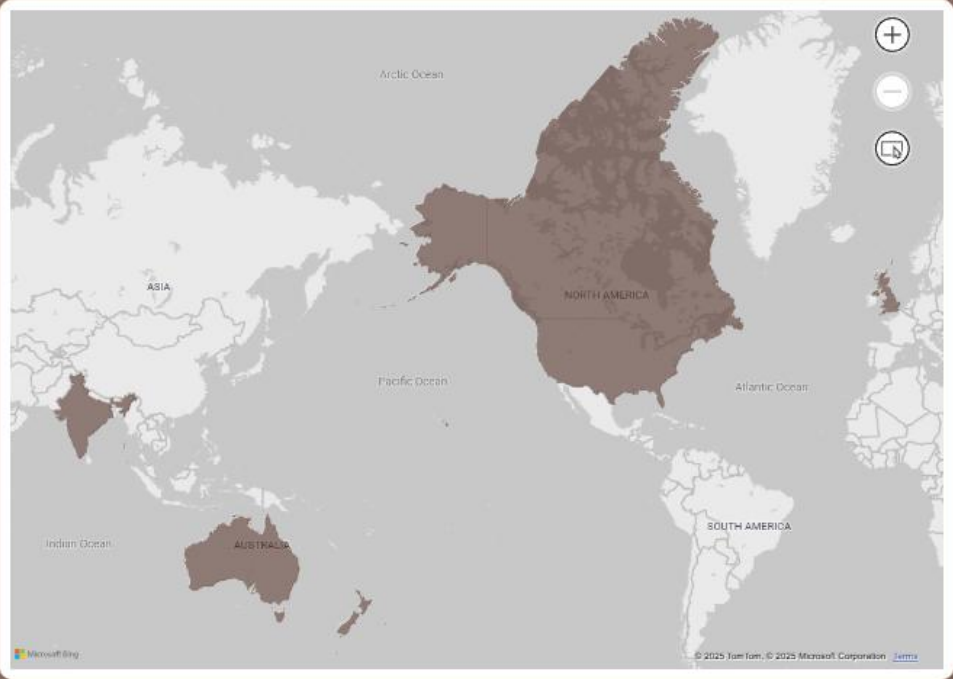 Arctic Ocean
ASIA
NORTH AMERICA
Pacific Ocean
Atlantic Ocean
SOUTH AMERICA
Indian Ocean
AUSTRALIA
Microsoft Bing
© 2025 TomTom, © 2025 Microsoft Corporation Terms